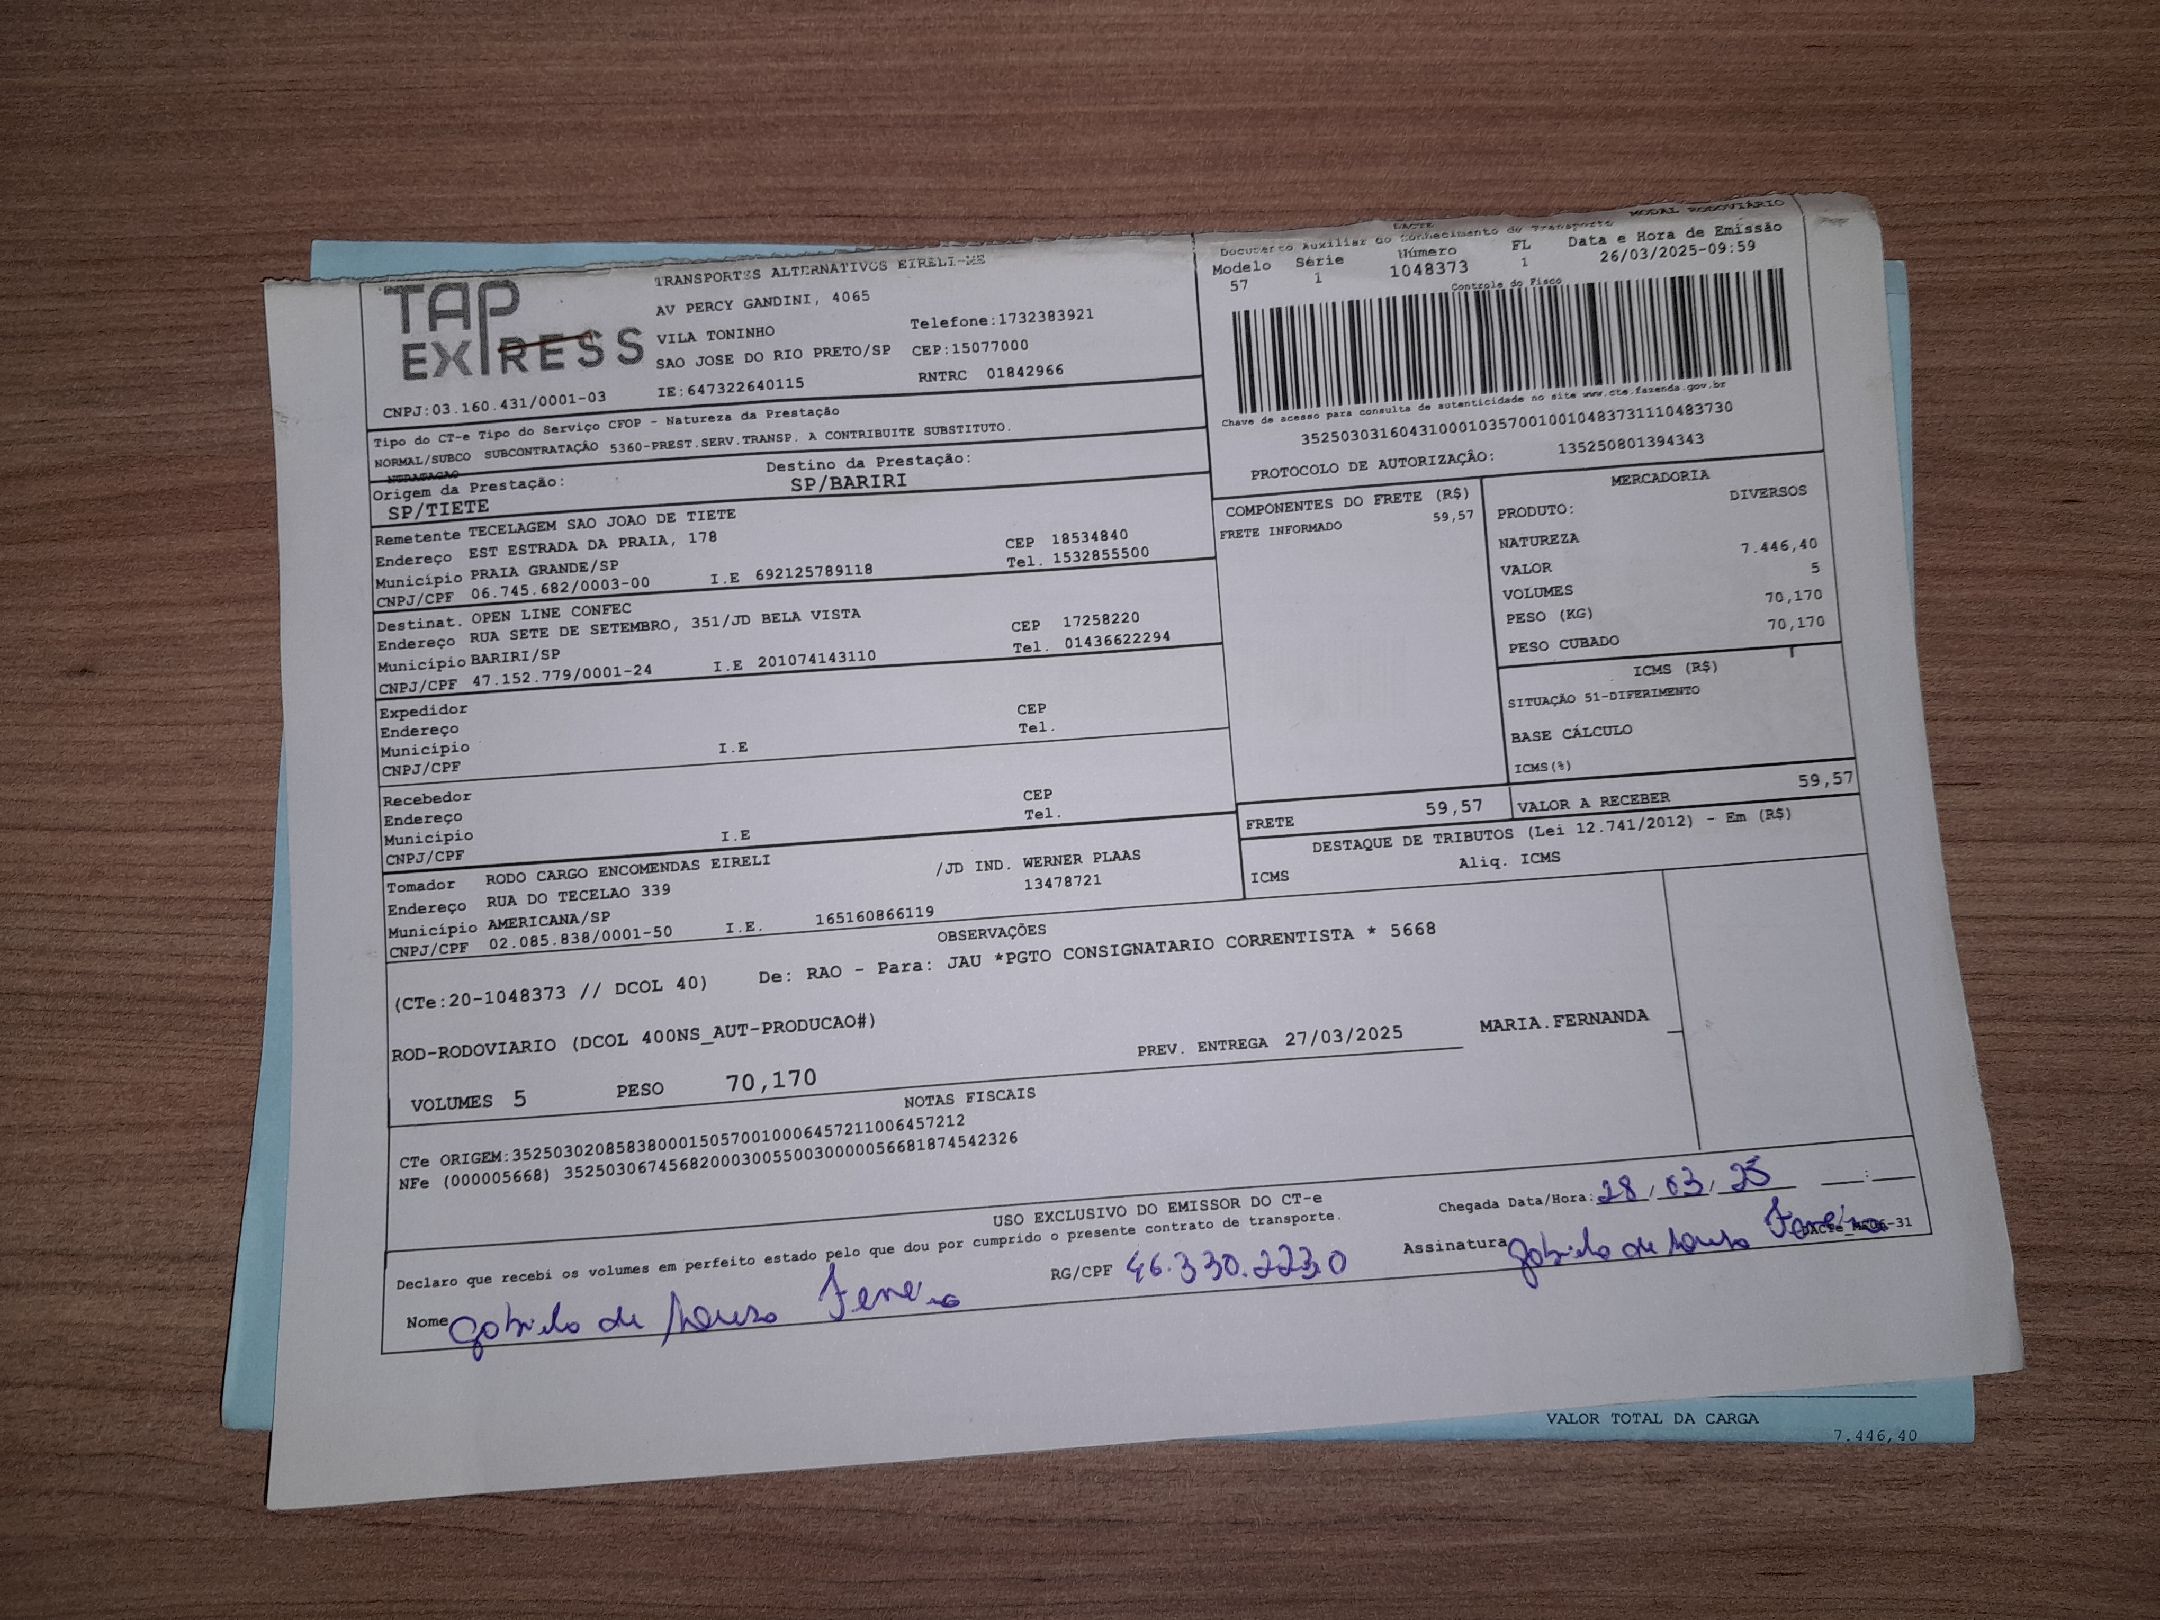 TAP
EXPRESS
TRANSPORTES ALTERNATIVOS EIRELI-ME
AV PERCY GANDINI, 4065
VILA TONINHO Telefone:1732383921
SAO JOSE DO RIO PRETO/SP CEP:15077000
CNPJ:03.160.431/0001-03 IE:647322640115 RNTRC 01842966
DACTE MODAL RODOVIÁRIO
Documento Auxiliar do Conhecimento de Transporte
Modelo Série Número FL Data e Hora de Emissão
57 1 1048373 1 26/03/2025-09:59
Controle do Fisco
Chave de acesso para consulta de autenticidade no site www.cte.fazenda.gov.br
35250303160431000103570010010483731110483730
PROTOCOLO DE AUTORIZAÇÃO: 135250801394343
Tipo do CT-e Tipo do Serviço CFOP - Natureza da Prestação
NORMAL/SUBCO SUBCONTRATAÇÃO 5360-PREST.SERV.TRANSP. A CONTRIBUITE SUBSTITUTO.
NTRATACAO
Origem da Prestação: Destino da Prestação:
SP/TIETE SP/BARIRI
Remetente TECELAGEM SAO JOAO DE TIETE
Endereço EST ESTRADA DA PRAIA, 178 CEP 18534840
Município PRAIA GRANDE/SP Tel. 1532855500
CNPJ/CPF 06.745.682/0003-00 I.E 692125789118
Destinat. OPEN LINE CONFEC
Endereço RUA SETE DE SETEMBRO, 351/JD BELA VISTA CEP 17258220
Município BARIRI/SP Tel. 01436622294
CNPJ/CPF 47.152.779/0001-24 I.E 201074143110
Expedidor CEP
Endereço Tel.
Município I.E
CNPJ/CPF
Recebedor CEP
Endereço Tel.
Município I.E
CNPJ/CPF
Tomador RODO CARGO ENCOMENDAS EIRELI
Endereço RUA DO TECELAO 339 /JD IND. WERNER PLAAS
Município AMERICANA/SP 13478721
CNPJ/CPF 02.085.838/0001-50 I.E. 165160866119
COMPONENTES DO FRETE (R$)
FRETE INFORMADO 59,57
MERCADORIA
PRODUTO: DIVERSOS
NATUREZA
VALOR 7.446,40
VOLUMES 5
PESO (KG) 70,170
PESO CUBADO 70,170
ICMS (R$)
SITUAÇÃO 51-DIFERIMENTO
BASE CÁLCULO
ICMS(%)
FRETE 59,57 VALOR A RECEBER 59,57
DESTAQUE DE TRIBUTOS (Lei 12.741/2012) - Em (R$)
ICMS Aliq. ICMS
OBSERVAÇÕES
(CTe:20-1048373 // DCOL 40) De: RAO - Para: JAU *PGTO CONSIGNATARIO CORRENTISTA * 5668
ROD-RODOVIARIO (DCOL 400NS_AUT-PRODUCAO#)
PREV. ENTREGA 27/03/2025 MARIA.FERNANDA
VOLUMES 5 PESO 70,170
NOTAS FISCAIS
CTe ORIGEM:35250302085838000150570010006457211006457212
NFe (000005668) 35250306745682000300550030000056681874542326
USO EXCLUSIVO DO EMISSOR DO CT-e
Chegada Data/Hora: 28/03/25 __:__
Declaro que recebi os volumes em perfeito estado pelo que dou por cumprido o presente contrato de transporte.
Nome Gabriela de Souza Ferreira RG/CPF 46.330.223.0 Assinatura Gabriela de Souza Ferreira
VALOR TOTAL DA CARGA
7.446,40